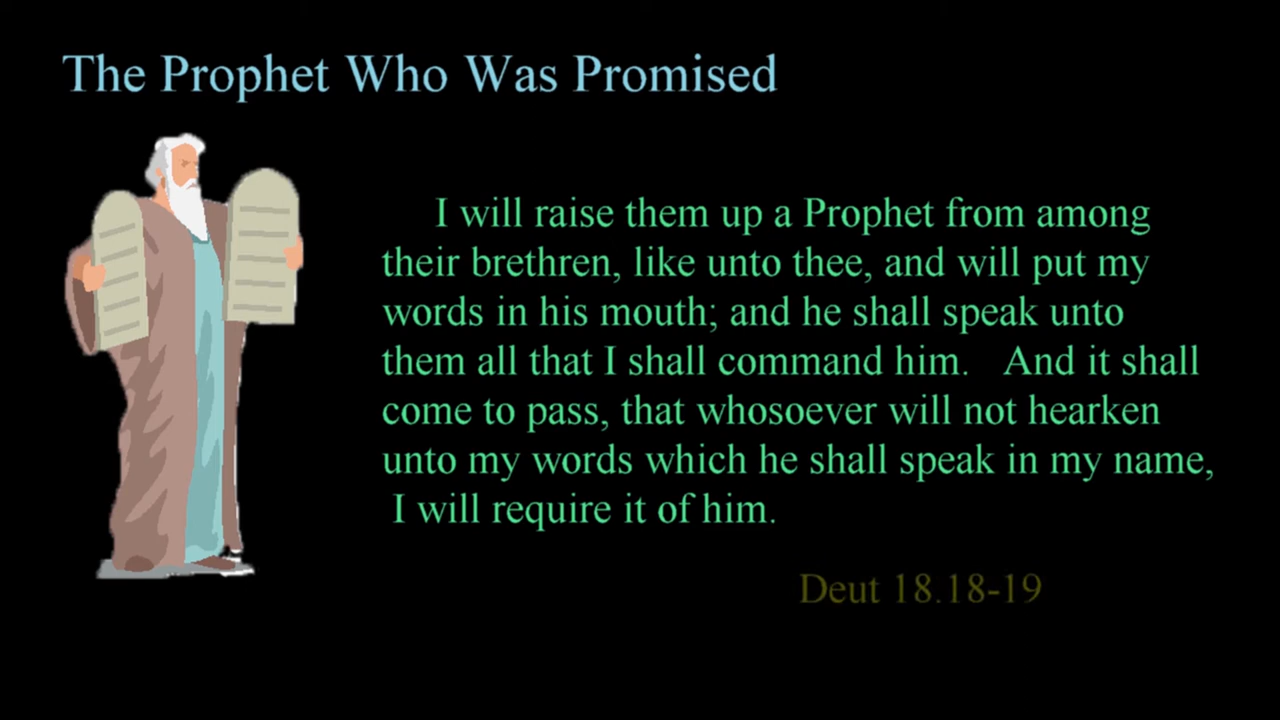 The Prophet Who Was Promised
I will raise them up a Prophet from among
their brethren, like unto thee, and will put my
words in his mouth; and he shall speak unto
them all that I shall command him.   And it shall
come to pass, that whosoever will not hearken
unto my words which he shall speak in my name,
I will require it of him.
Deut 18.18-19